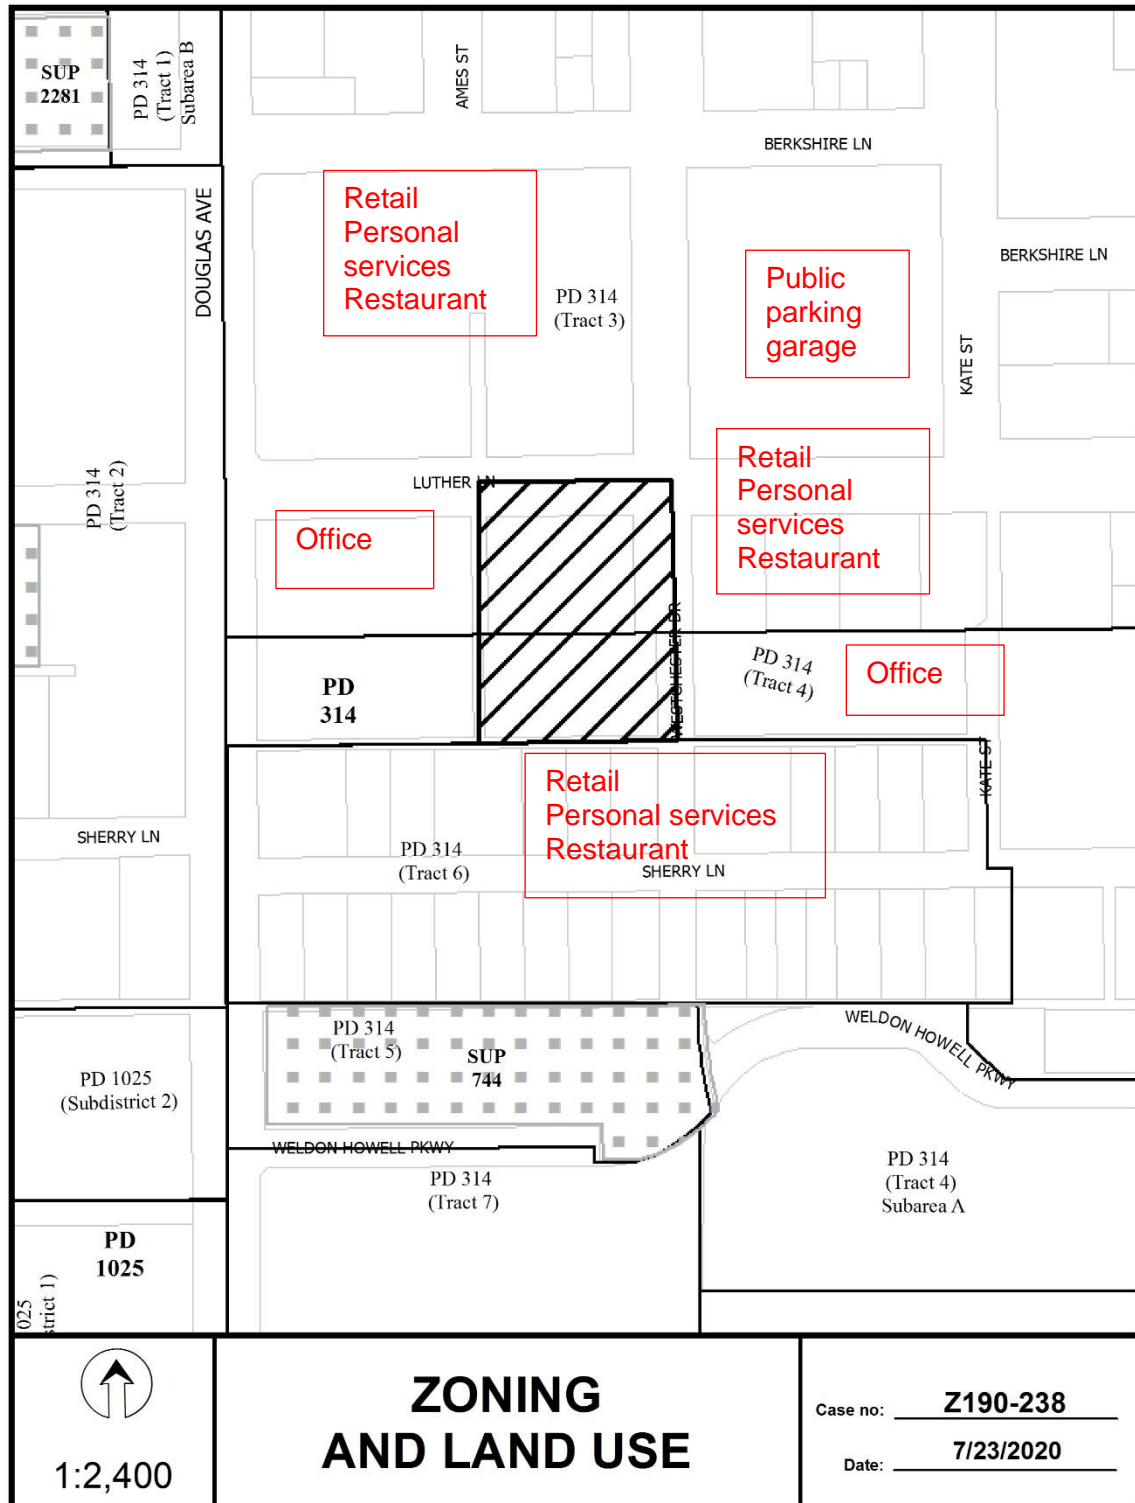 SUP
2281
PD 314
(Tract 1)
Subarea B
AMES ST
BERKSHIRE LN
DOUGLAS AVE
Retail
Personal
services
Restaurant
PD 314
(Tract 3)
Public
parking
garage
BERKSHIRE LN
KATE ST
PD 314
(Tract 2)
LUTHER LN
Retail
Personal
services
Restaurant
Office
WESTCHESTER DR
PD 314
(Tract 4)
Office
PD
314
KATE ST
Retail
Personal services
Restaurant
SHERRY LN
PD 314
(Tract 6)
SHERRY LN
PD 314
(Tract 5)
SUP
744
WELDON HOWELL PKWY
PD 1025
(Subdistrict 2)
WELDON HOWELL PKWY
PD 314
(Tract 7)
PD 314
(Tract 4)
Subarea A
PD
1025
025
strict 1)
1:2,400
ZONING
AND LAND USE
Case no: Z190-238
Date: 7/23/2020